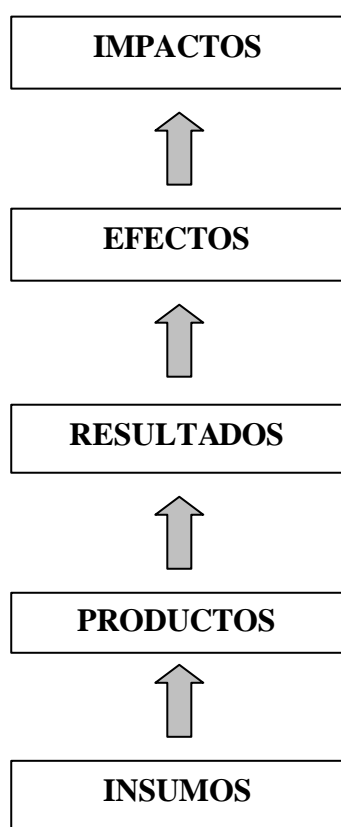 IMPACTOS
EFECTOS
RESULTADOS
PRODUCTOS
INSUMOS